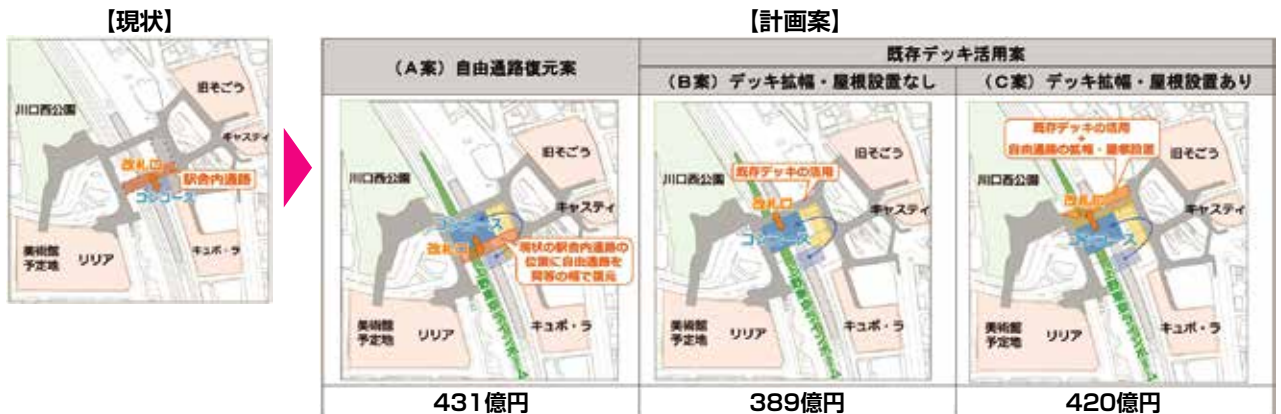 【現状】
旧そごう
川口西公園
キャスティ
改札口
駅舎内通路
コンコース
美術館
予定地
リリア
キュポ・ラ
【計画案】
(A案)自由通路復元案
既存デッキ活用案
(B案)デッキ拡幅・屋根設置なし
(C案)デッキ拡幅・屋根設置あり
旧そごう
川口西公園
キャスティ
コンコース
改札口
現状の駅舎内通路の
位置に自由通路を
同等の幅で復元
美術館
予定地
リリア
キュポ・ラ
431億円
旧そごう
既存デッキの活用
川口西公園
改札口
キャスティ
コンコース
美術館
予定地
リリア
キュポ・ラ
389億円
既存デッキの活用
+
自由通路の拡幅・屋根設置
旧そごう
川口西公園
改札口
キャスティ
コンコース
美術館
予定地
リリア
キュポ・ラ
420億円